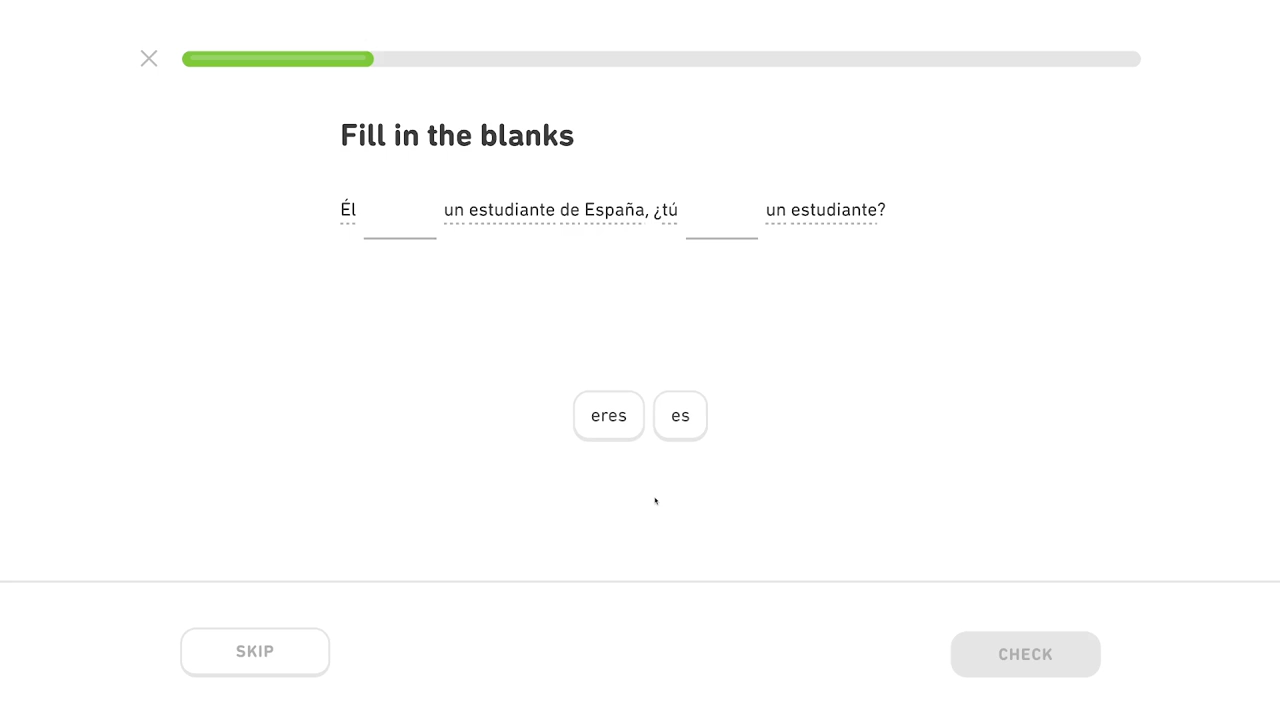 Fill in the blanks
Él un estudiante de España, ¿tú un estudiante?
eres es
SKIP CHECK